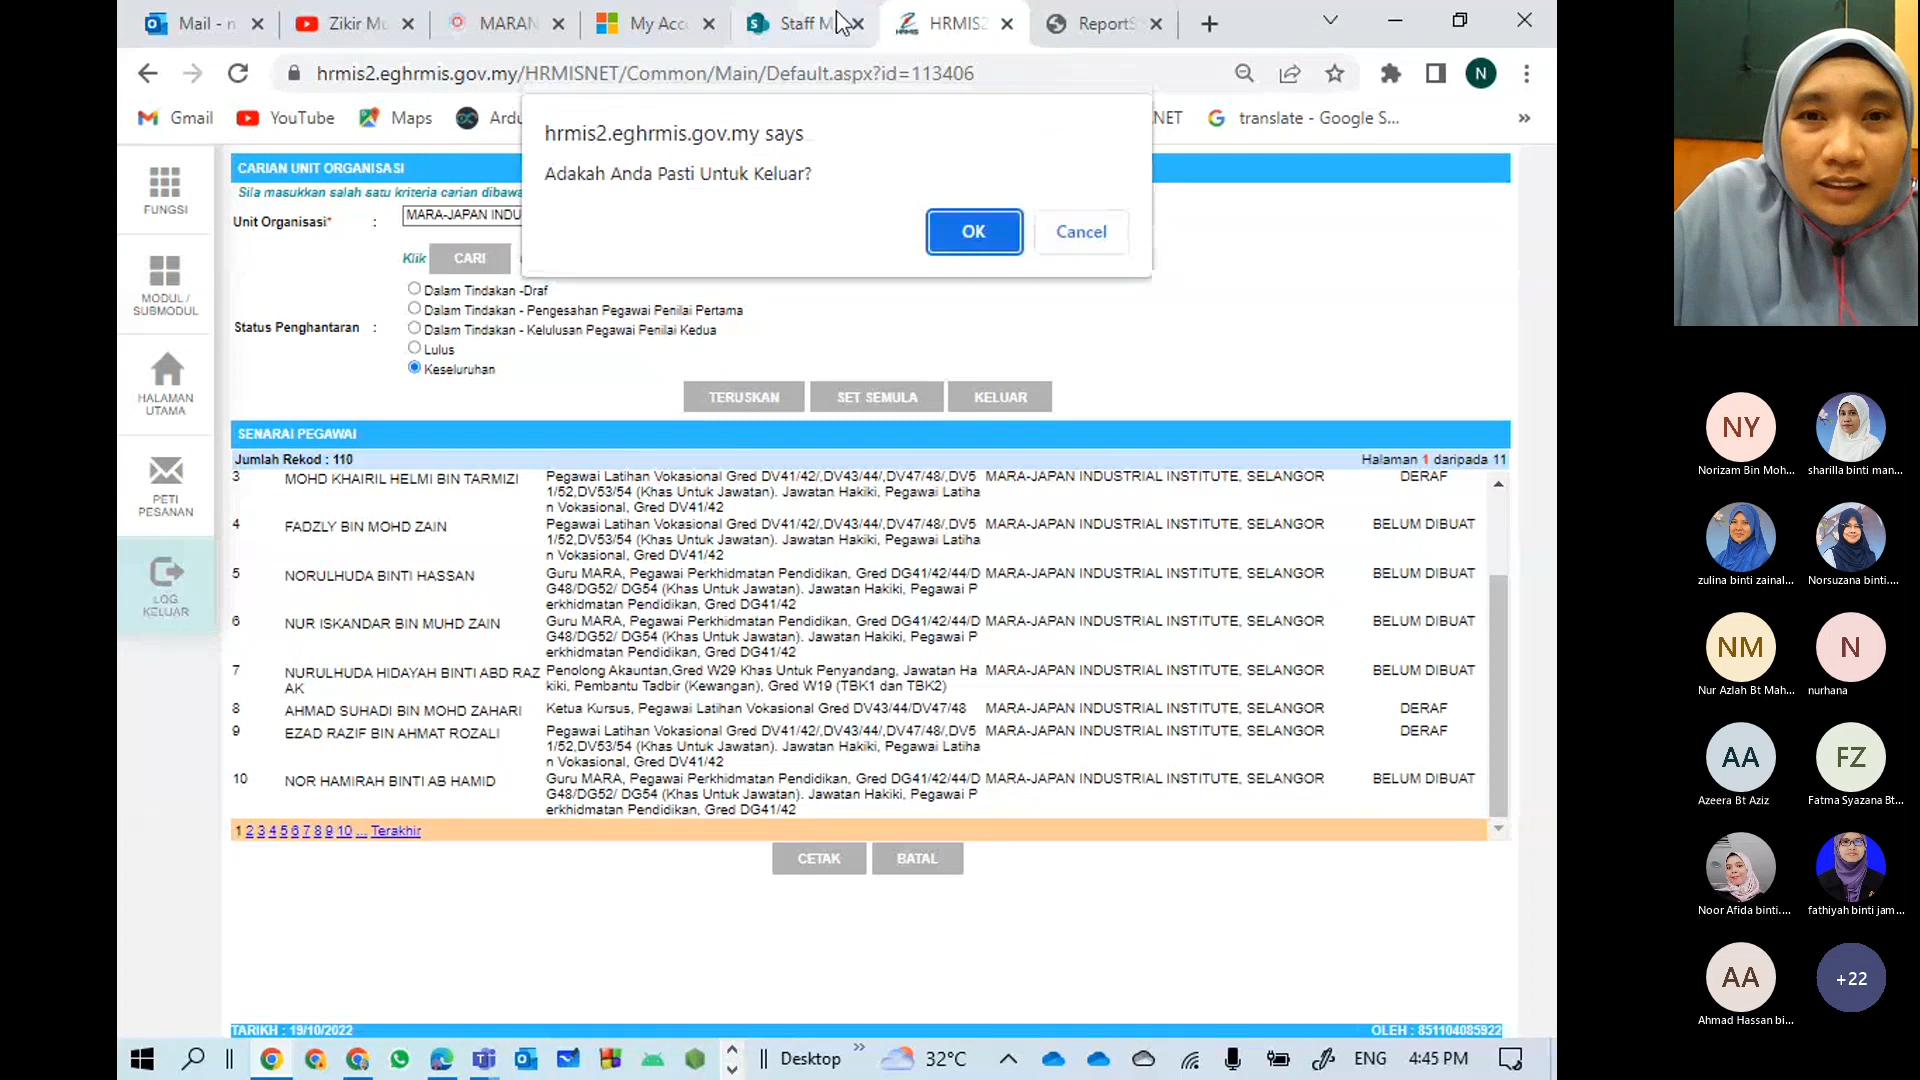 Mail - n
Zikir Mu
MARAN
My Acc
Staff M
HRMIS2
ReportS
hrmis2.eghrmis.gov.my/HRMISNET/Common/Main/Default.aspx?id=113406
N
Gmail
YouTube
Maps
Ardu
NET
translate - Google S...
»
hrmis2.eghrmis.gov.my says
Adakah Anda Pasti Untuk Keluar?
OK
Cancel
FUNGSI
MODUL /
SUBMODUL
HALAMAN
UTAMA
PETI
PESANAN
LOG
KELUAR
CARIAN UNIT ORGANISASI
Sila masukkan salah satu kriteria carian dibawa
Unit Organisasi* : MARA-JAPAN INDU
Klik CARI
Status Penghantaran :
Dalam Tindakan -Draf
Dalam Tindakan - Pengesahan Pegawai Penilai Pertama
Dalam Tindakan - Kelulusan Pegawai Penilai Kedua
Lulus
Keseluruhan
TERUSKAN
SET SEMULA
KELUAR
SENARAI PEGAWAI
Jumlah Rekod : 110
Halaman 1 daripada 11
3 MOHD KHAIRIL HELMI BIN TARMIZI Pegawai Latihan Vokasional Gred DV41/42/,DV43/44/,DV47/48/,DV5 MARA-JAPAN INDUSTRIAL INSTITUTE, SELANGOR DERAF
1/52,DV53/54 (Khas Untuk Jawatan). Jawatan Hakiki, Pegawai Latiha
n Vokasional, Gred DV41/42
4 FADZLY BIN MOHD ZAIN Pegawai Latihan Vokasional Gred DV41/42/,DV43/44/,DV47/48/,DV5 MARA-JAPAN INDUSTRIAL INSTITUTE, SELANGOR BELUM DIBUAT
1/52,DV53/54 (Khas Untuk Jawatan). Jawatan Hakiki, Pegawai Latiha
n Vokasional, Gred DV41/42
5 NORULHUDA BINTI HASSAN Guru MARA, Pegawai Perkhidmatan Pendidikan, Gred DG41/42/44/D MARA-JAPAN INDUSTRIAL INSTITUTE, SELANGOR BELUM DIBUAT
G48/DG52/ DG54 (Khas Untuk Jawatan). Jawatan Hakiki, Pegawai P
erkhidmatan Pendidikan, Gred DG41/42
6 NUR ISKANDAR BIN MUHD ZAIN Guru MARA, Pegawai Perkhidmatan Pendidikan, Gred DG41/42/44/D MARA-JAPAN INDUSTRIAL INSTITUTE, SELANGOR BELUM DIBUAT
G48/DG52/ DG54 (Khas Untuk Jawatan). Jawatan Hakiki, Pegawai P
erkhidmatan Pendidikan, Gred DG41/42
7 NURULHUDA HIDAYAH BINTI ABD RAZ Penolong Akauntan,Gred W29 Khas Untuk Penyandang, Jawatan Ha MARA-JAPAN INDUSTRIAL INSTITUTE, SELANGOR BELUM DIBUAT
AK kiki, Pembantu Tadbir (Kewangan), Gred W19 (TBK1 dan TBK2)
8 AHMAD SUHADI BIN MOHD ZAHARI Ketua Kursus, Pegawai Latihan Vokasional Gred DV43/44/DV47/48 MARA-JAPAN INDUSTRIAL INSTITUTE, SELANGOR DERAF
9 EZAD RAZIF BIN AHMAT ROZALI Pegawai Latihan Vokasional Gred DV41/42/,DV43/44/,DV47/48/,DV5 MARA-JAPAN INDUSTRIAL INSTITUTE, SELANGOR DERAF
1/52,DV53/54 (Khas Untuk Jawatan). Jawatan Hakiki, Pegawai Latiha
n Vokasional, Gred DV41/42
10 NOR HAMIRAH BINTI AB HAMID Guru MARA, Pegawai Perkhidmatan Pendidikan, Gred DG41/42/44/D MARA-JAPAN INDUSTRIAL INSTITUTE, SELANGOR BELUM DIBUAT
G48/DG52/ DG54 (Khas Untuk Jawatan). Jawatan Hakiki, Pegawai P
erkhidmatan Pendidikan, Gred DG41/42
1 2 3 4 5 6 7 8 9 10 ... Terakhir
CETAK
BATAL
TARIKH : 19/10/2022
OLEH : 851104085922
Desktop
»
32°C
ENG
4:45 PM
NY
Norizam Bin Moh...
sharilla binti man...
zulina binti zainal...
Norsuzana binti....
NM
Nur Azlah Bt Mah...
N
nurhana
AA
Azeera Bt Aziz
FZ
Fatma Syazana Bt...
Noor Afida binti....
fathiyah binti jam...
AA
Ahmad Hassan bi...
+22